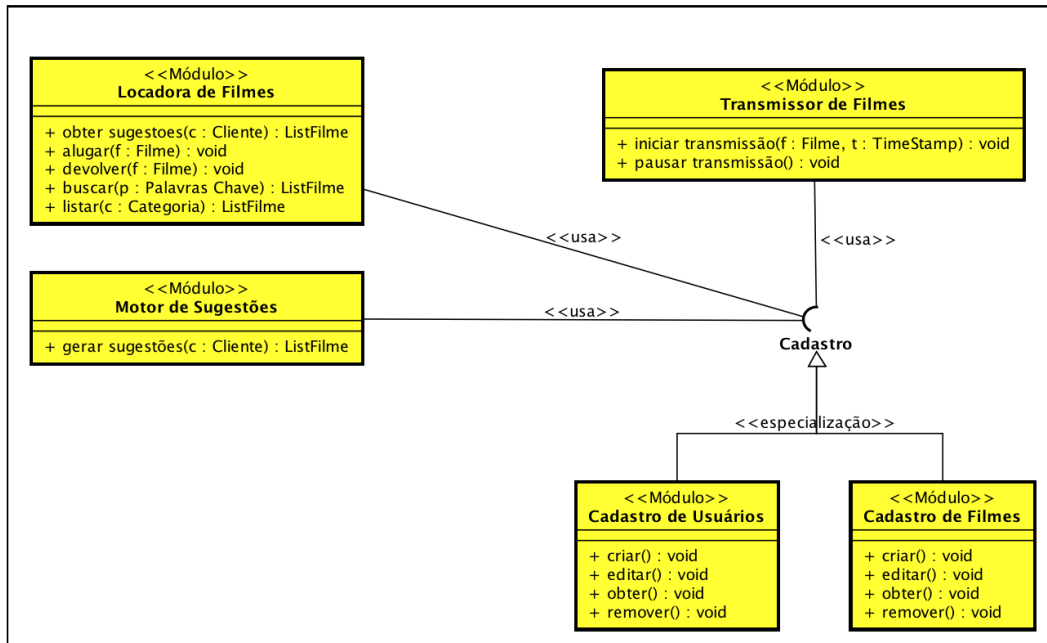 <<Módulo>>
Locadora de Filmes
+ obter sugestoes(c : Cliente) : ListFilme
+ alugar(f : Filme) : void
+ devolver(f : Filme) : void
+ buscar(p : Palavras Chave) : ListFilme
+ listar(c : Categoria) : ListFilme
<<Módulo>>
Transmissor de Filmes
+ iniciar transmissão(f : Filme, t : TimeStamp) : void
+ pausar transmissão() : void
<<usa>>
<<usa>>
<<Módulo>>
Motor de Sugestões
+ gerar sugestões(c : Cliente) : ListFilme
<<usa>>
Cadastro
<<especialização>>
<<Módulo>>
Cadastro de Usuários
+ criar() : void
+ editar() : void
+ obter() : void
+ remover() : void
<<Módulo>>
Cadastro de Filmes
+ criar() : void
+ editar() : void
+ obter() : void
+ remover() : void